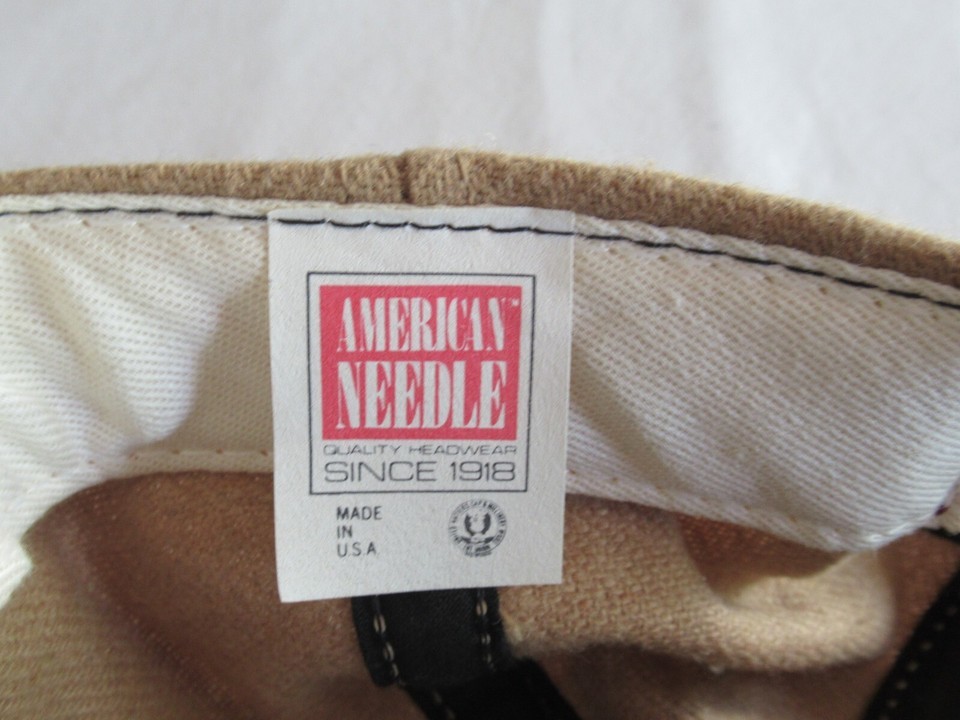 AMERICAN™
NEEDLE
QUALITY HEADWEAR
SINCE 1918
MADE
IN
U.S.A.